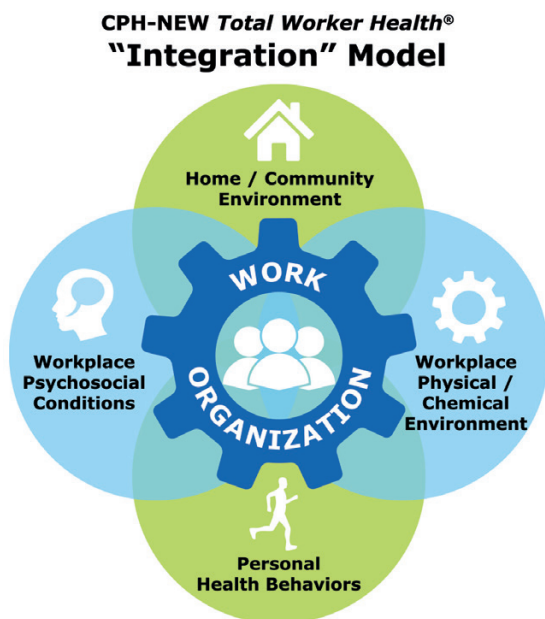 CPH-NEW Total Worker Health®
“Integration” Model
Home / Community
Environment
WORK
ORGANIZATION
Workplace
Psychosocial
Conditions
Workplace
Physical /
Chemical
Environment
Personal
Health Behaviors